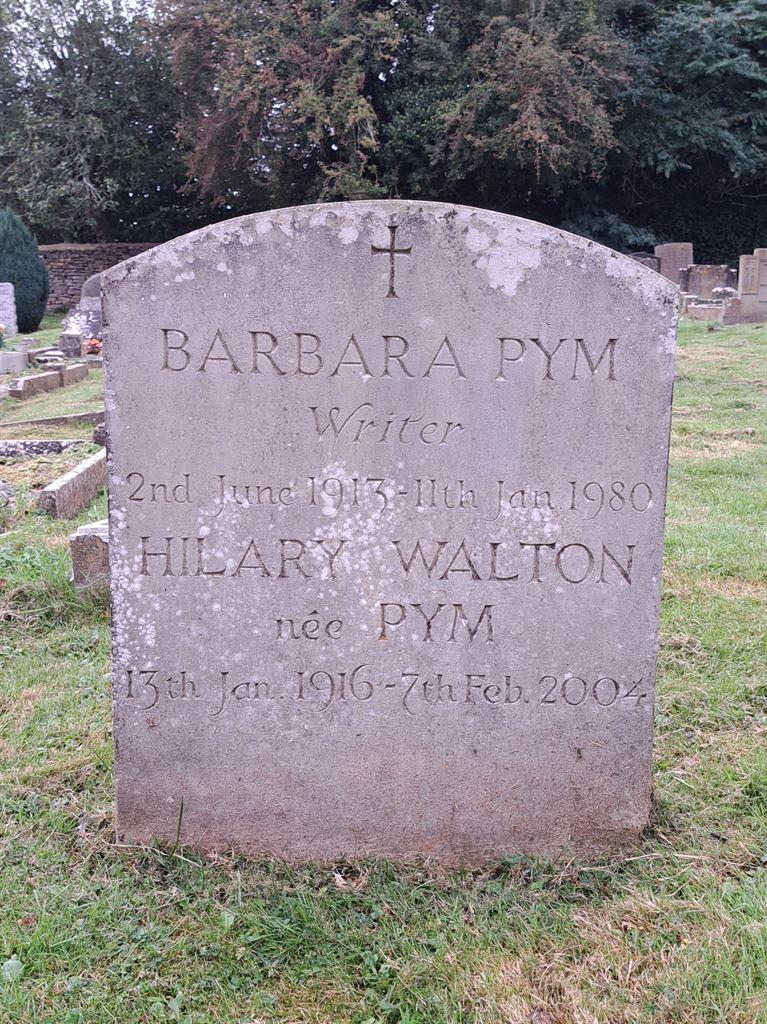 BARBARA PYM
Writer
2nd June 1913 - 11th Jan. 1980
HILARY WALTON
née PYM
13th Jan. 1916 - 7th Feb. 2004